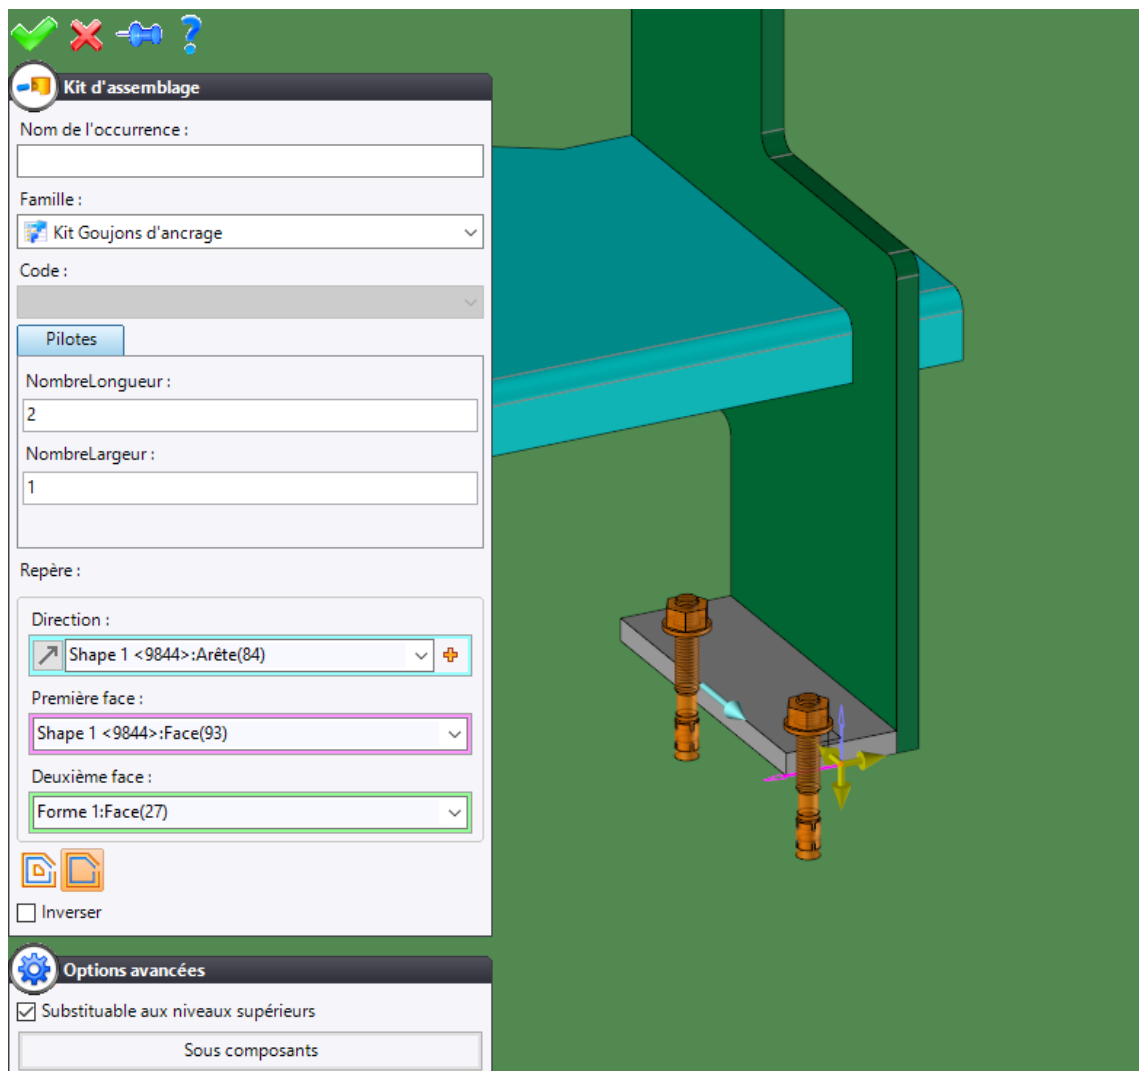 Kit d'assemblage
Nom de l'occurrence :
Famille :
Kit Goujons d'ancrage
Code :
Pilotes
NombreLongueur :
2
NombreLargeur :
1
Repère :
Direction :
Shape 1 <9844>:Arête(84)
Première face :
Shape 1 <9844>:Face(93)
Deuxième face :
Forme 1:Face(27)
Inverser
Options avancées
Substituable aux niveaux supérieurs
Sous composants